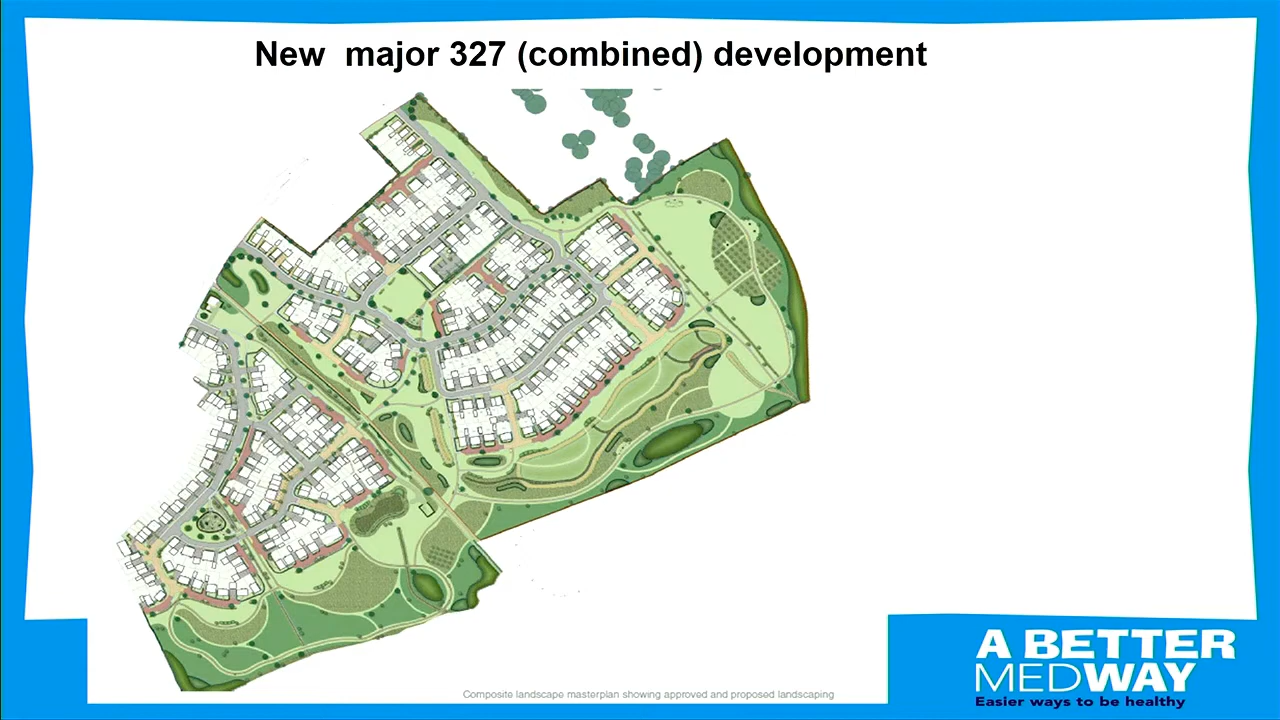 New major 327 (combined) development
Composite landscape masterplan showing approved and proposed landscaping
A BETTER
MEDWAY
Easier ways to be healthy